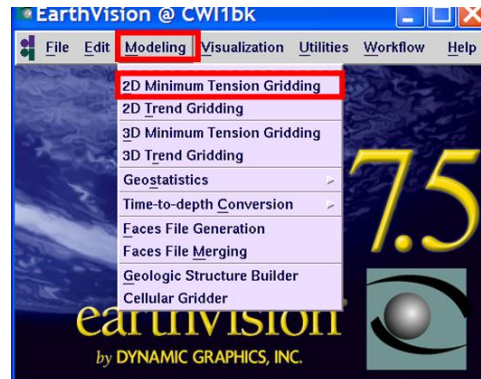 EarthVision @ CWI1bk
File Edit Modeling Visualization Utilities Workflow Help
2D Minimum Tension Gridding
2D Trend Gridding
3D Minimum Tension Gridding
3D Trend Gridding
Geostatistics
Time-to-depth Conversion
Faces File Generation
Faces File Merging
Geologic Structure Builder
Cellular Gridder
7.5
earthvision
by DYNAMIC GRAPHICS, INC.